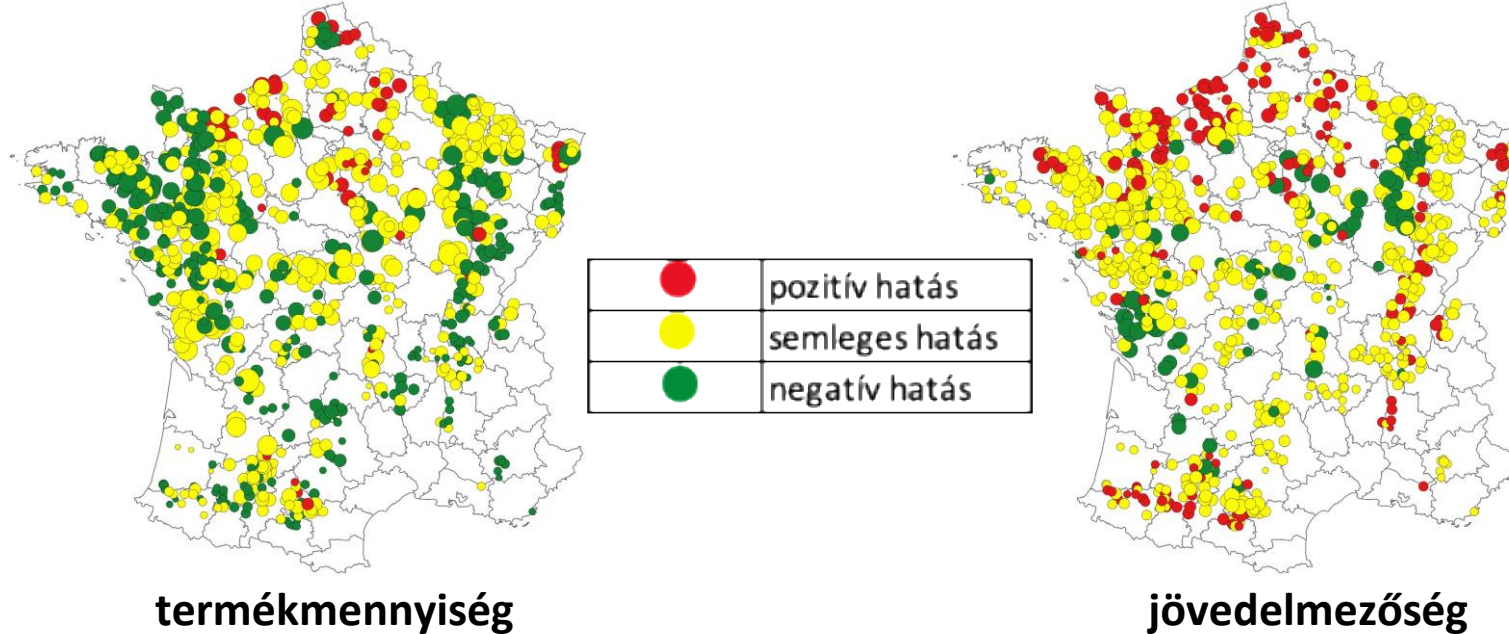 pozitív hatás
semleges hatás
negatív hatás
termékmennyiség
jövedelmezőség